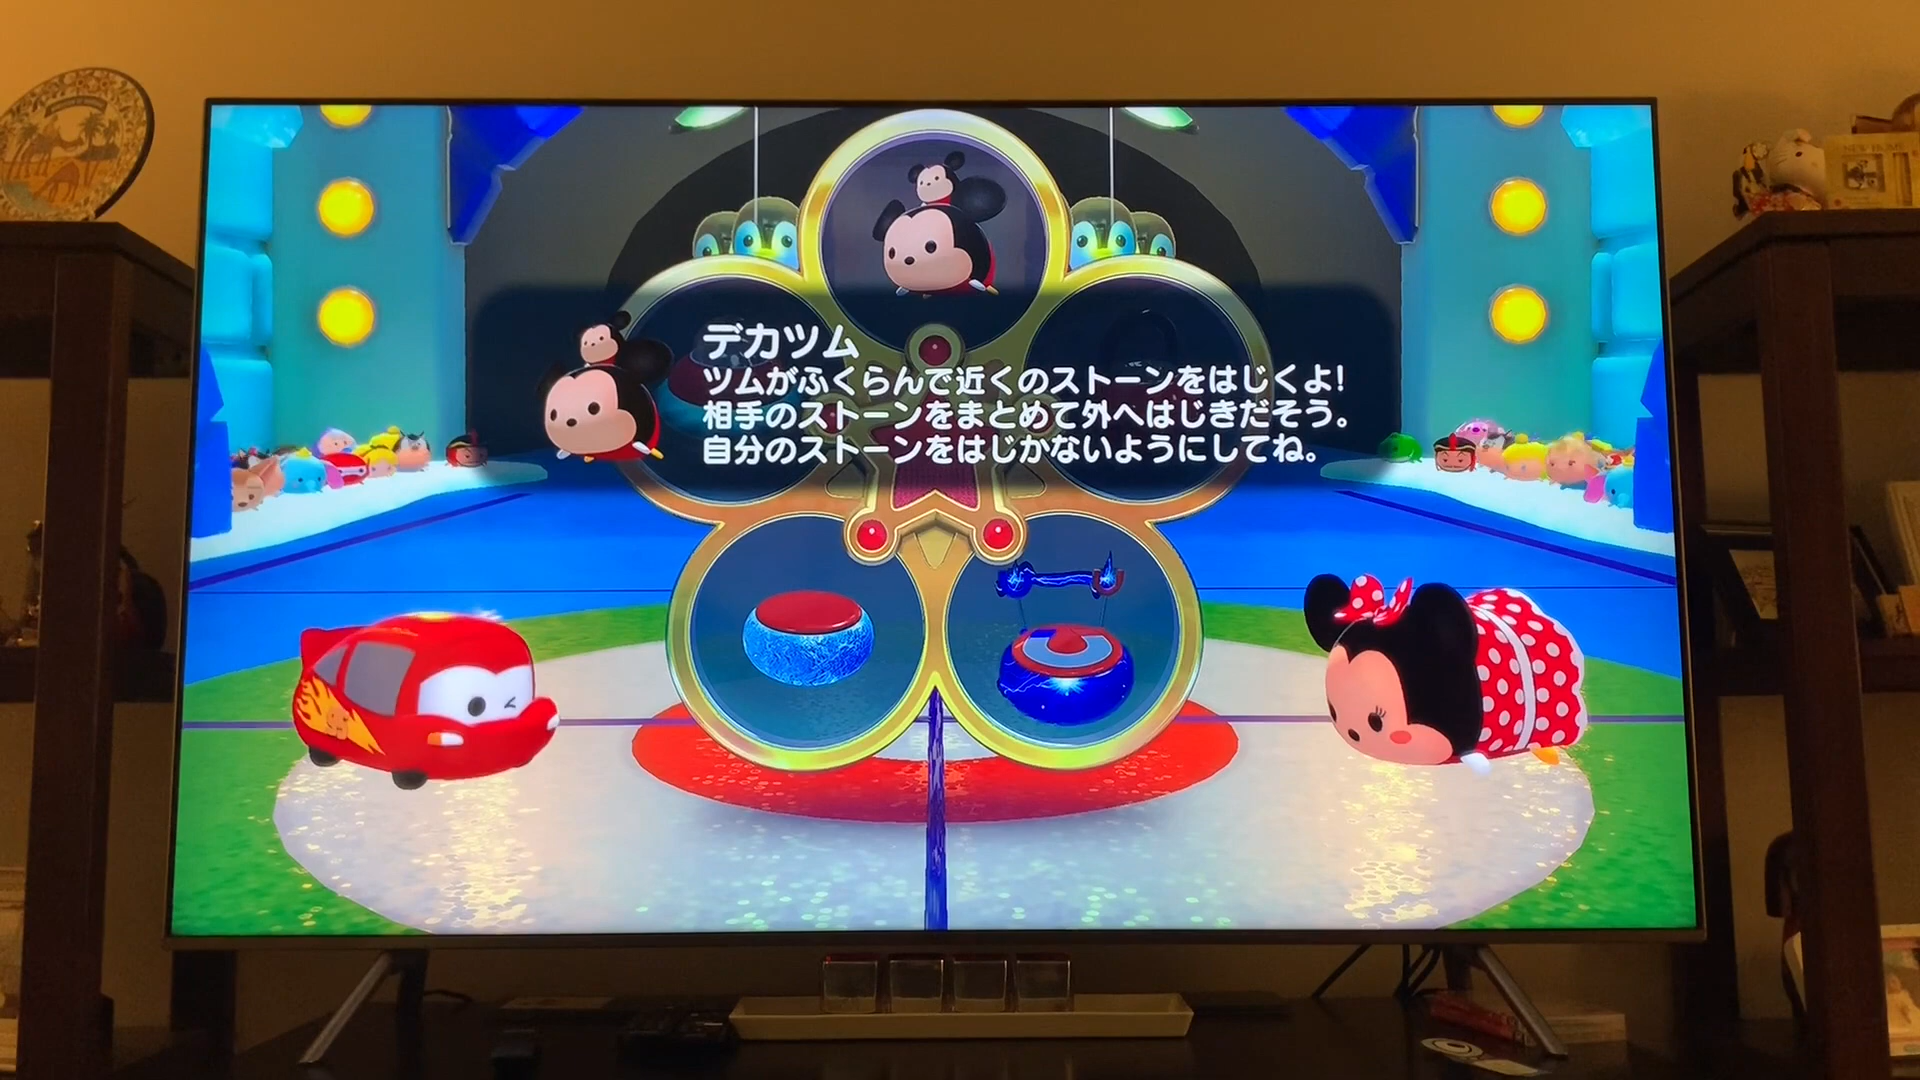 デカツム
ツムがふくらんで近くのストーンをはじくよ!
相手のストーンをまとめて外へはじきだそう。
自分のストーンをはじかないようにしてね。